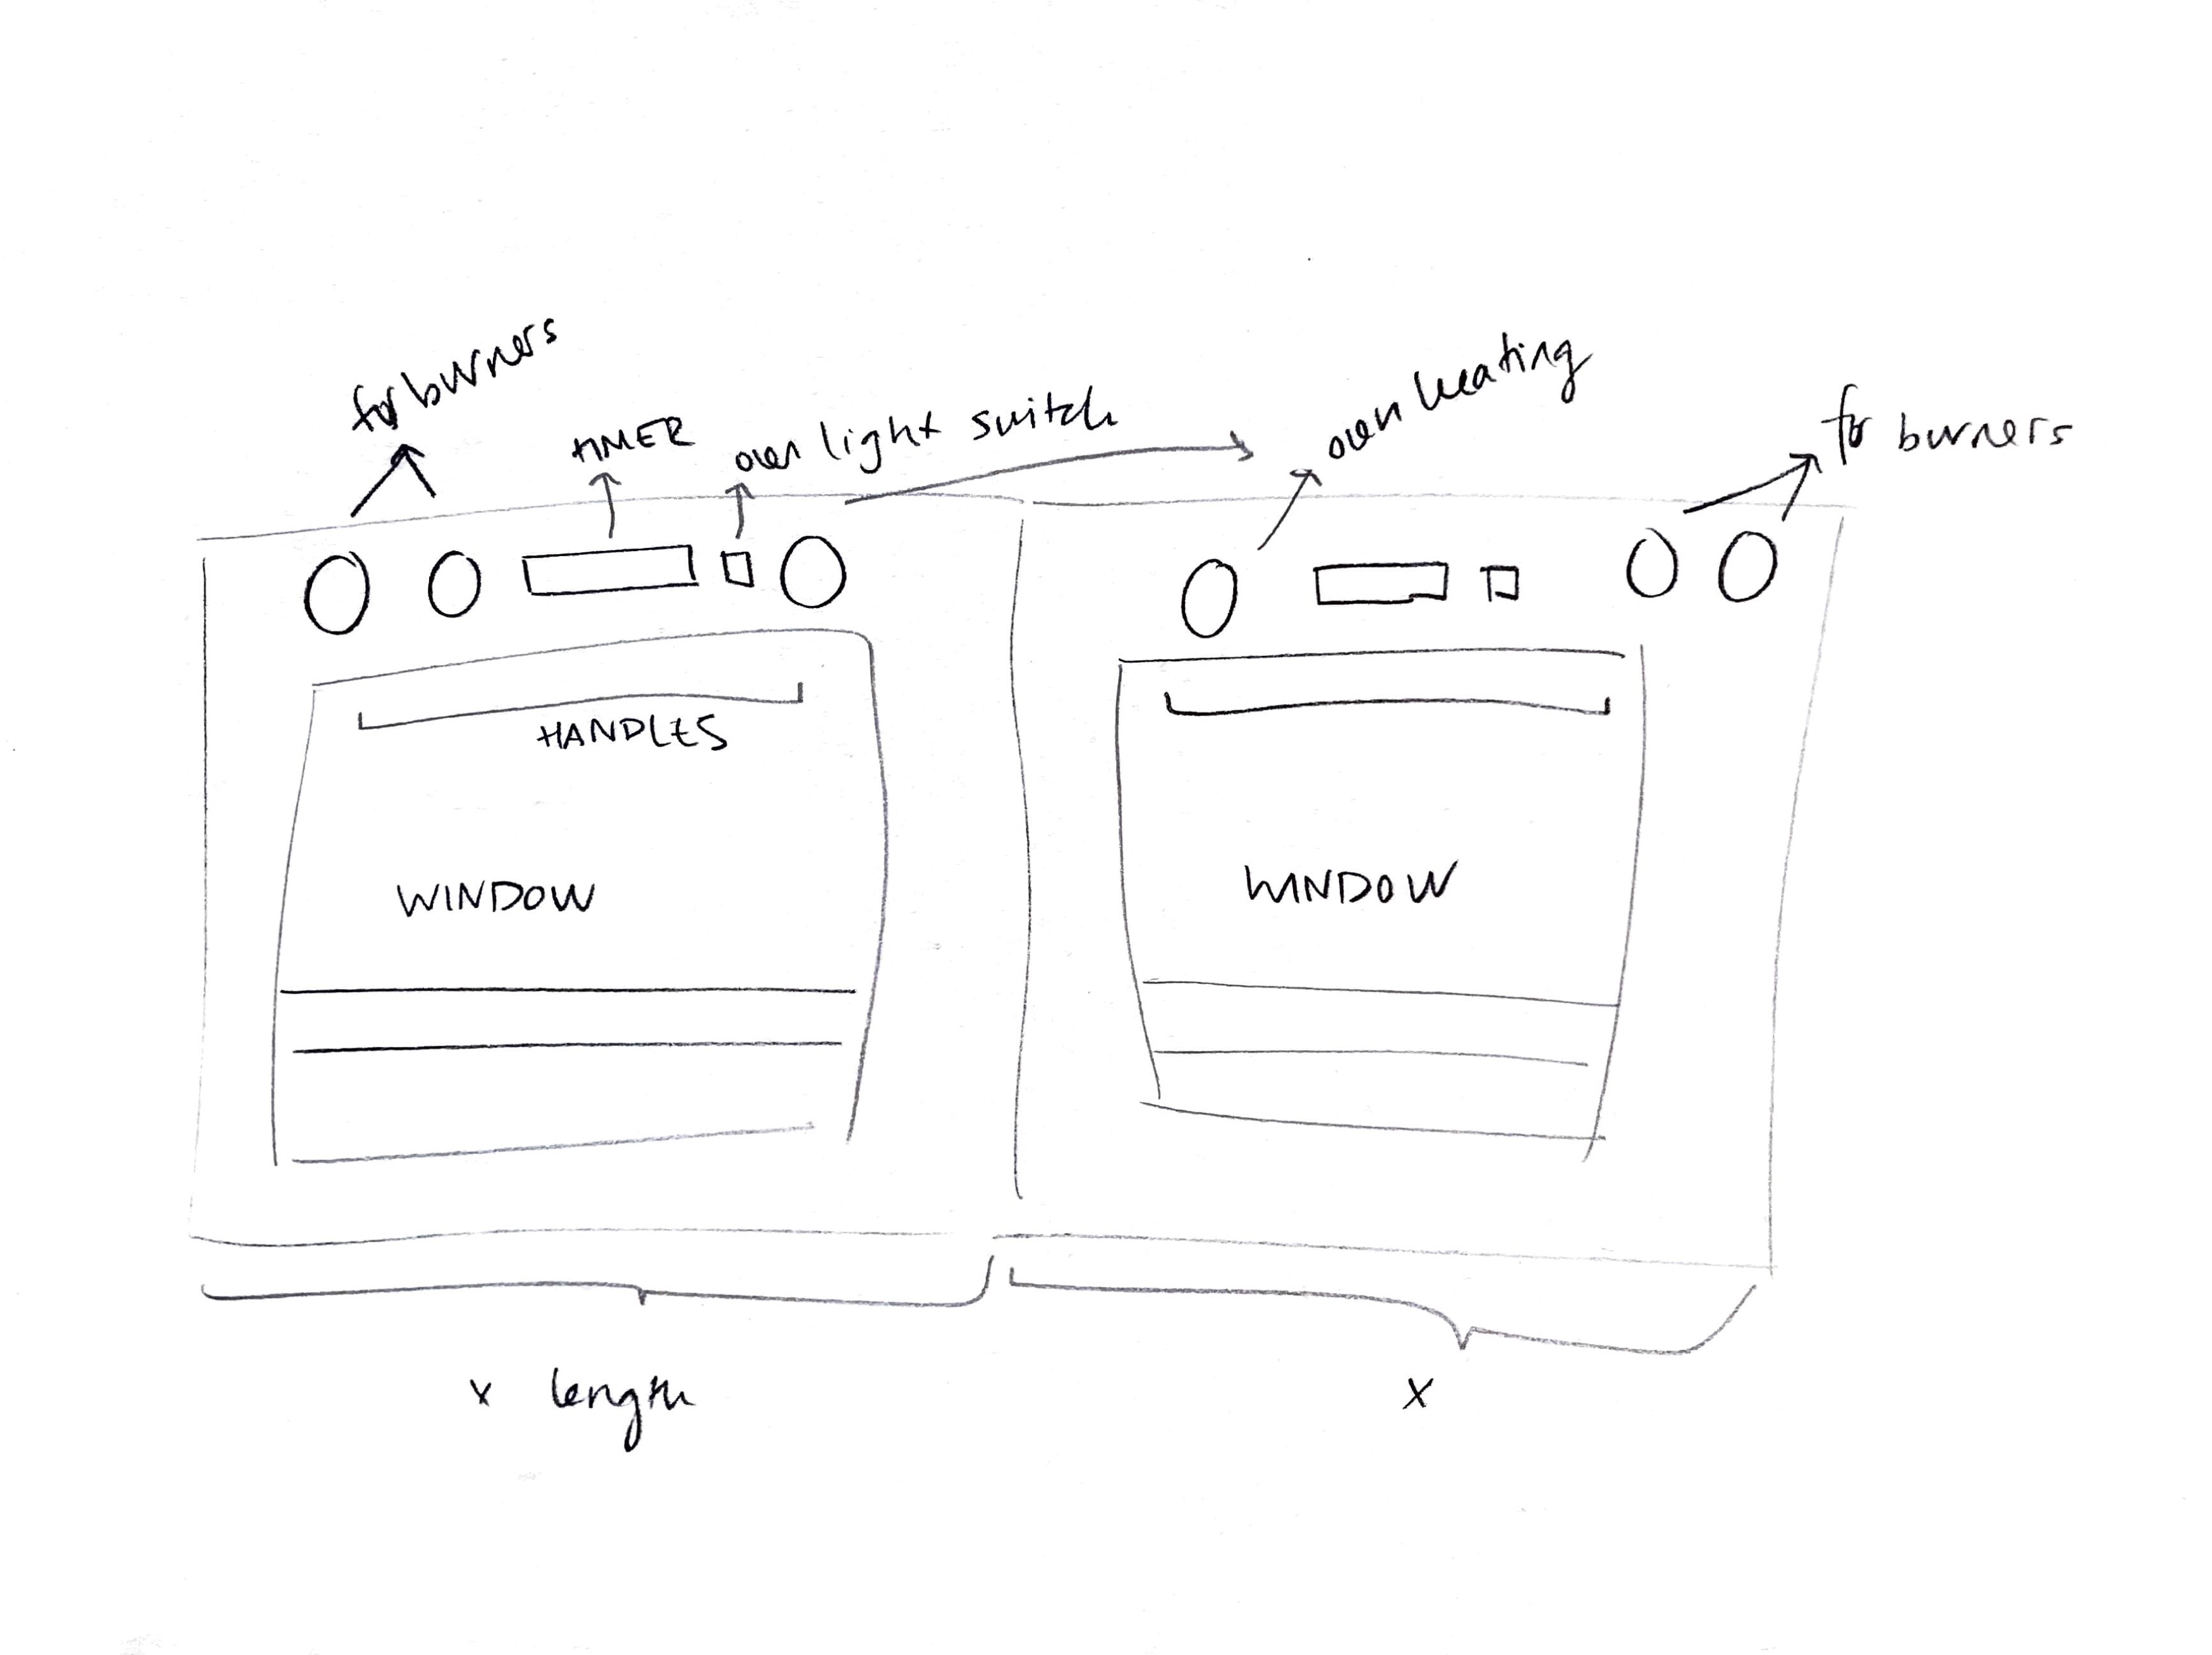 for burners
TIMER
oven light switch
oven heating
for burners
HANDLES
WINDOW
WINDOW
x length
x